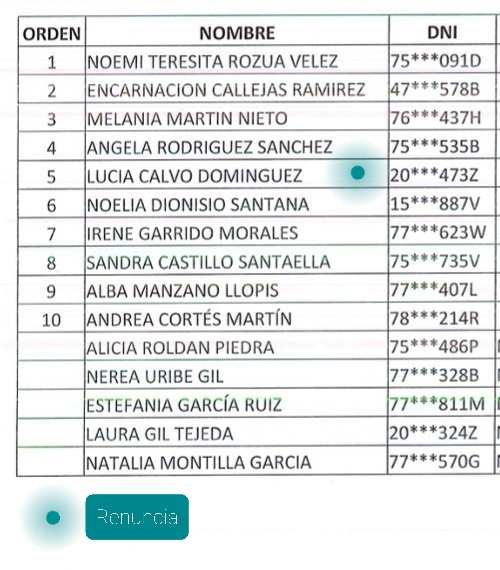 ORDEN NOMBRE DNI
1 NOEMI TERESITA ROZUA VELEZ 75***091D
2 ENCARNACION CALLEJAS RAMIREZ 47***578B
3 MELANIA MARTIN NIETO 76***437H
4 ANGELA RODRIGUEZ SANCHEZ 75***535B
5 LUCIA CALVO DOMINGUEZ 20***473Z
6 NOELIA DIONISIO SANTANA 15***887V
7 IRENE GARRIDO MORALES 77***623W
8 SANDRA CASTILLO SANTAELLA 75***735V
9 ALBA MANZANO LLOPIS 77***407L
10 ANDREA CORTÉS MARTÍN 78***214R
ALICIA ROLDAN PIEDRA 75***486P
NEREA URIBE GIL 77***328B
ESTEFANIA GARCÍA RUIZ 77***811M
LAURA GIL TEJEDA 20***324Z
NATALIA MONTILLA GARCIA 77***570G
Renuncia